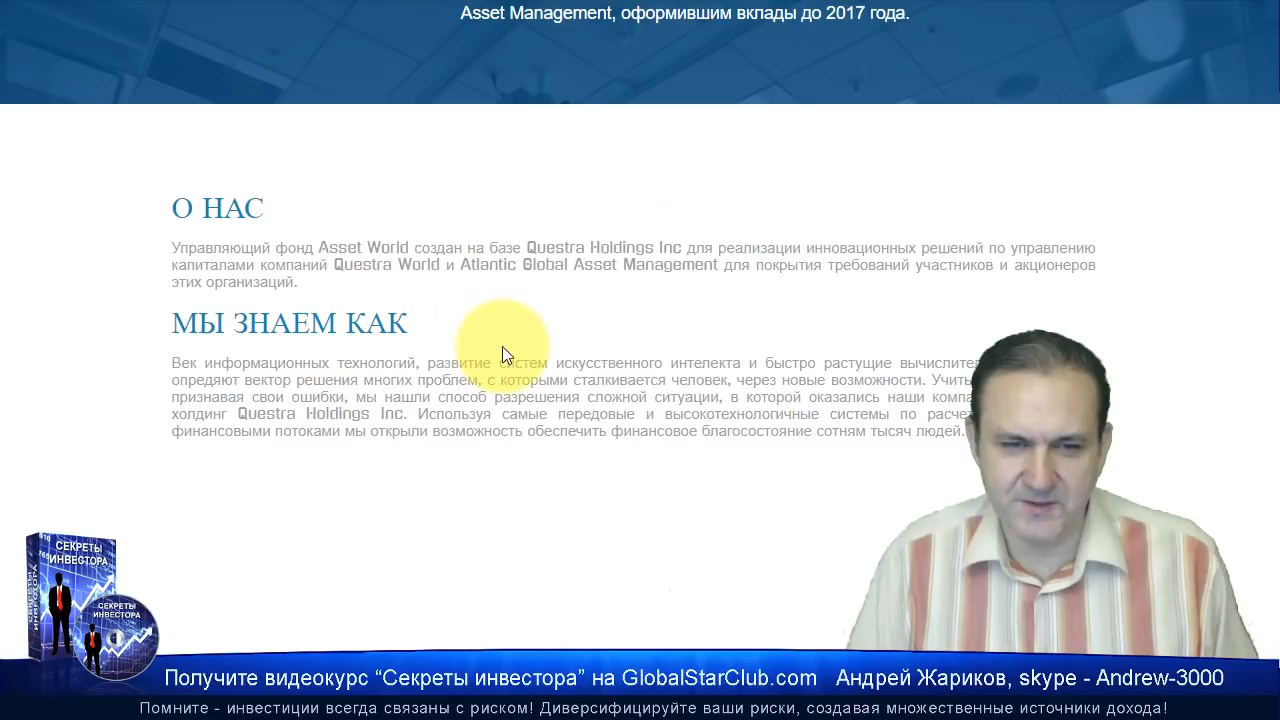 Asset Management, оформившим вклады до 2017 года.
О НАС
Управляющий фонд Asset World создан на базе Questra Holdings Inc для реализации инновационных решений по управлению
капиталами компаний Questra World и Atlantic Global Asset Management для покрытия требований участников и акционеров
этих организаций.
МЫ ЗНАЕМ КАК
Век информационных технологий, развитие систем искусственного интелекта и быстро растущие вычислител
опредяют вектор решения многих проблем, с которыми сталкивается человек, через новые возможности. Учиты
признавая свои ошибки, мы нашли способ разрешения сложной ситуации, в которой оказались наши компа
холдинг Questra Holdings Inc. Используя самые передовые и высокотехнологичные системы по расчет
финансовыми потоками мы открыли возможность обеспечить финансовое благосостояние сотням тысяч людей.
СЕКРЕТЫ
ИНВЕСТОРА
СЕКРЕТЫ
ИНВЕСТОРА
Получите видеокурс “Секреты инвестора” на GlobalStarClub.com Андрей Жариков, skype - Andrew-3000
Помните - инвестиции всегда связаны с риском! Диверсифицируйте ваши риски, создавая множественные источники дохода!